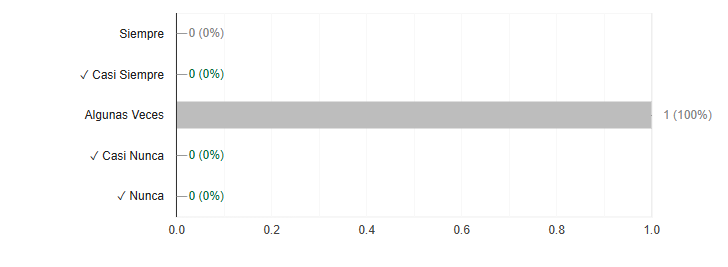 Siempre 0 (0%)
✓ Casi Siempre 0 (0%)
Algunas Veces 1 (100%)
✓ Casi Nunca 0 (0%)
✓ Nunca 0 (0%)
0.0 0.2 0.4 0.6 0.8 1.0